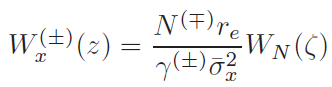 W_x^{(±)}(z) = \frac{N^{(∓)} r_e}{γ^{(±)} \bar{σ}_x^2} W_N(ζ)